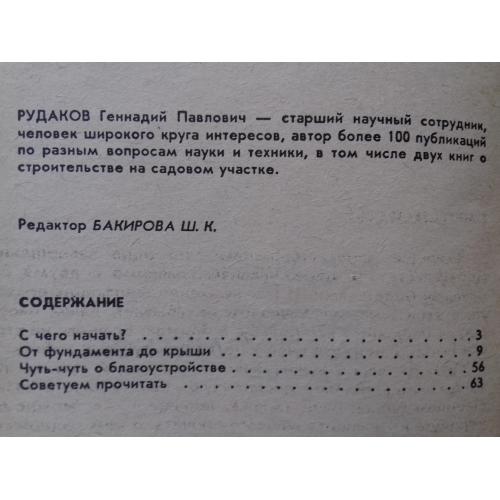 РУДАКОВ Геннадий Павлович — старший научный сотрудник,
человек широкого круга интересов, автор более 100 публикаций
по разным вопросам науки и техники, в том числе двух книг о
строительстве на садовом участке.
Редактор БАКИРОВА Ш. К.
СОДЕРЖАНИЕ
С чего начать? . . . . . . . . . . . . . . . . . . 3
От фундамента до крыши . . . . . . . . . . . . . 9
Чуть-чуть о благоустройстве . . . . . . . . . . . . 56
Советуем прочитать . . . . . . . . . . . . . . . . 63